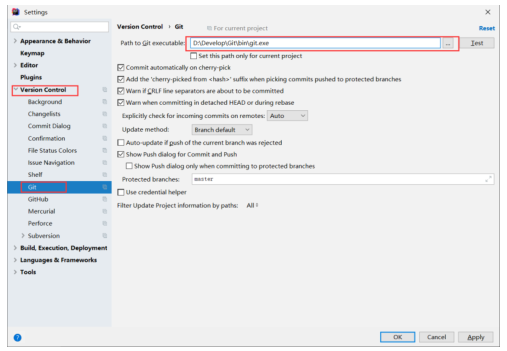 Settings
Version Control › Git
For current project
Reset
Appearance & Behavior
Keymap
Editor
Plugins
Version Control
Background
Changelists
Commit Dialog
Confirmation
File Status Colors
Issue Navigation
Shelf
Git
GitHub
Mercurial
Perforce
Subversion
Build, Execution, Deployment
Languages & Frameworks
Tools
Path to Git executable: D:\Develop\Git\bin\git.exe ... Test
Set this path only for current project
Commit automatically on cherry-pick
Add the 'cherry-picked from <hash>' suffix when picking commits pushed to protected branches
Warn if CRLF line separators are about to be committed
Warn when committing in detached HEAD or during rebase
Explicitly check for incoming commits on remotes: Auto
Update method: Branch default
Auto-update if push of the current branch was rejected
Show Push dialog for Commit and Push
Show Push dialog only when committing to protected branches
Protected branches: master
Use credential helper
Filter Update Project information by paths: All
? OK Cancel Apply